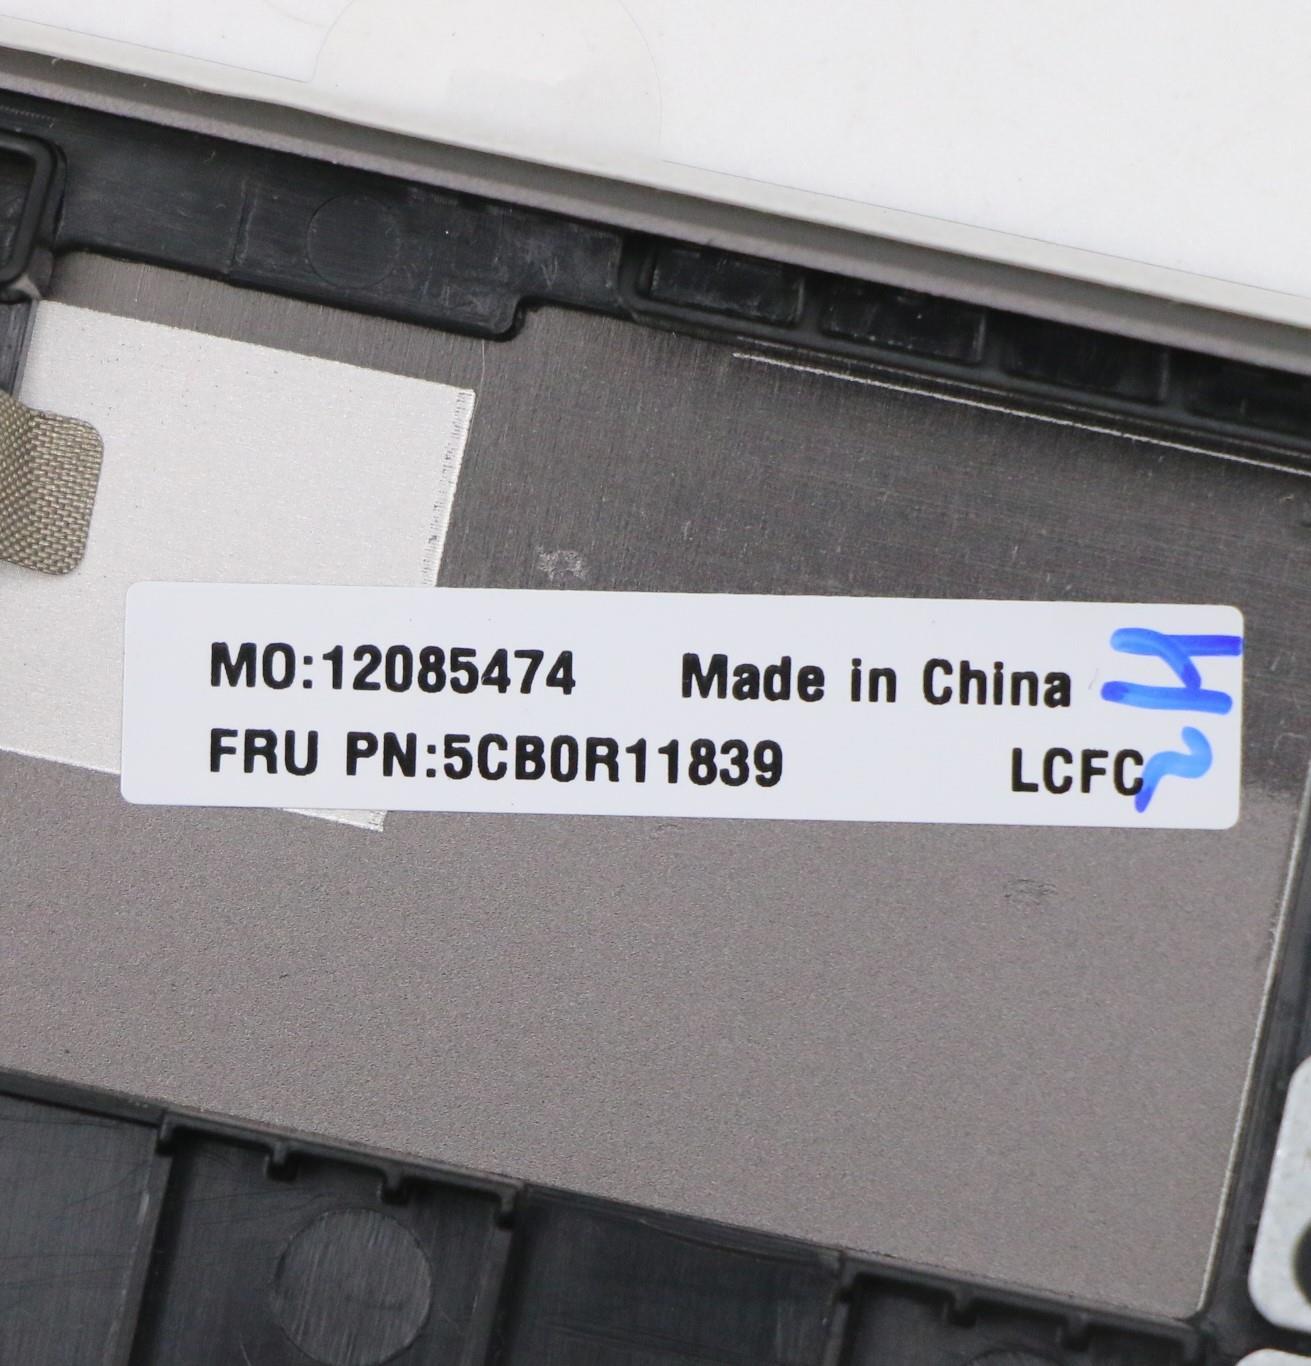 MO:12085474 Made in China
FRU PN:5CB0R11839 LCFC